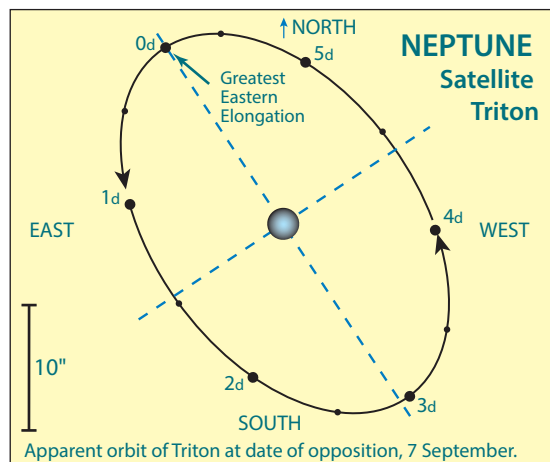 NORTH
NEPTUNE
Satellite
Triton
0d
5d
Greatest
Eastern
Elongation
1d
4d
EAST
WEST
10"
2d
3d
SOUTH
Apparent orbit of Triton at date of opposition, 7 September.